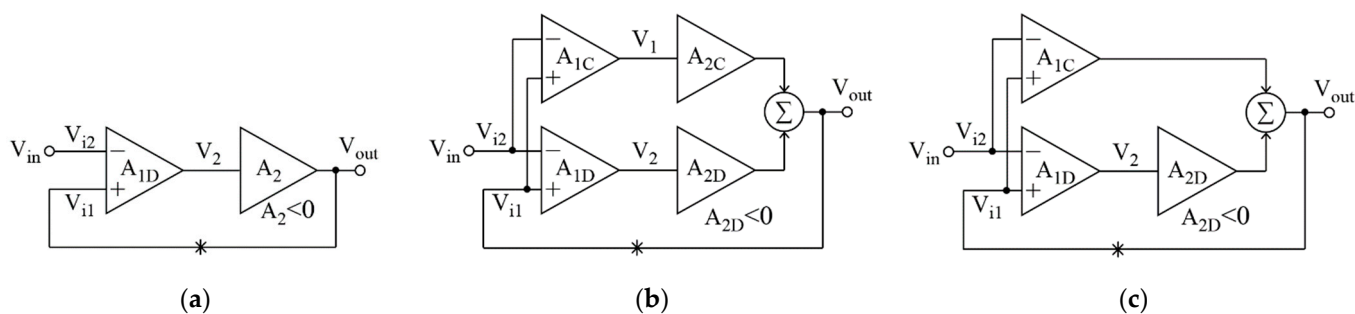 V_in
V_i2
−
A_1D
+
V_i1
V_2
A_2
A_2<0
V_out
(a)
−
A_1C
+
V_1
A_2C
V_in
V_i2
−
A_1D
+
V_i1
V_2
A_2D
A_2D<0
Σ
V_out
(b)
−
A_1C
+
V_in
V_i2
−
A_1D
+
V_i1
V_2
A_2D
A_2D<0
Σ
V_out
(c)